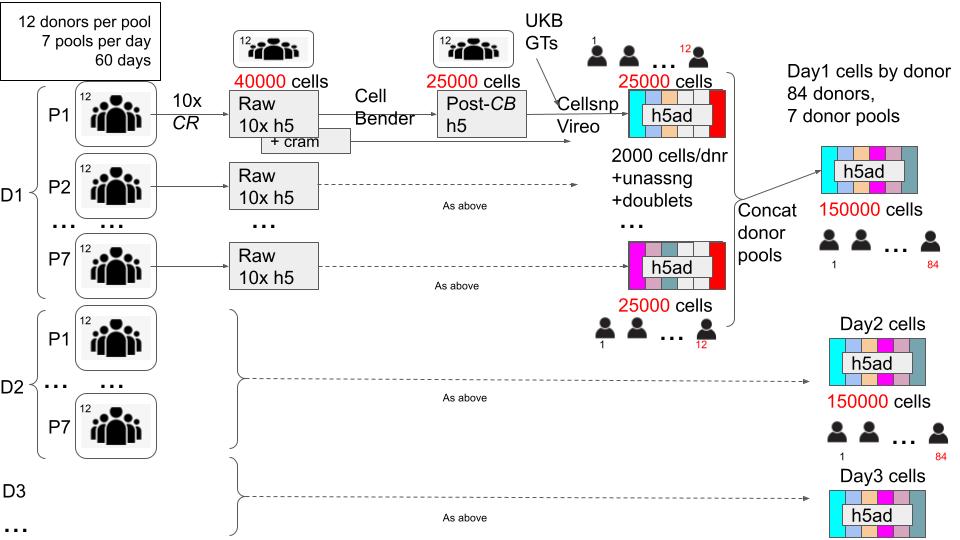 12 donors per pool
7 pools per day
60 days
UKB
GTs
12
12
1
12
40000 cells
25000 cells
25000 cells
Day1 cells by donor
84 donors,
7 donor pools
D1
P1
12
10x
CR
Raw
10x h5
+ cram
Cell
Bender
Post-CB
h5
Cellsnp
Vireo
h5ad
...
2000 cells/dnr
+unassng
+doublets
P2
12
Raw
10x h5
As above
h5ad
150000 cells
1
...
84
Concat
donor
pools
...
...
...
...
P7
12
Raw
10x h5
As above
h5ad
25000 cells
1
...
12
D2
P1
12
...
...
P7
12
As above
Day2 cells
h5ad
150000 cells
1
...
84
D3
...
As above
Day3 cells
h5ad